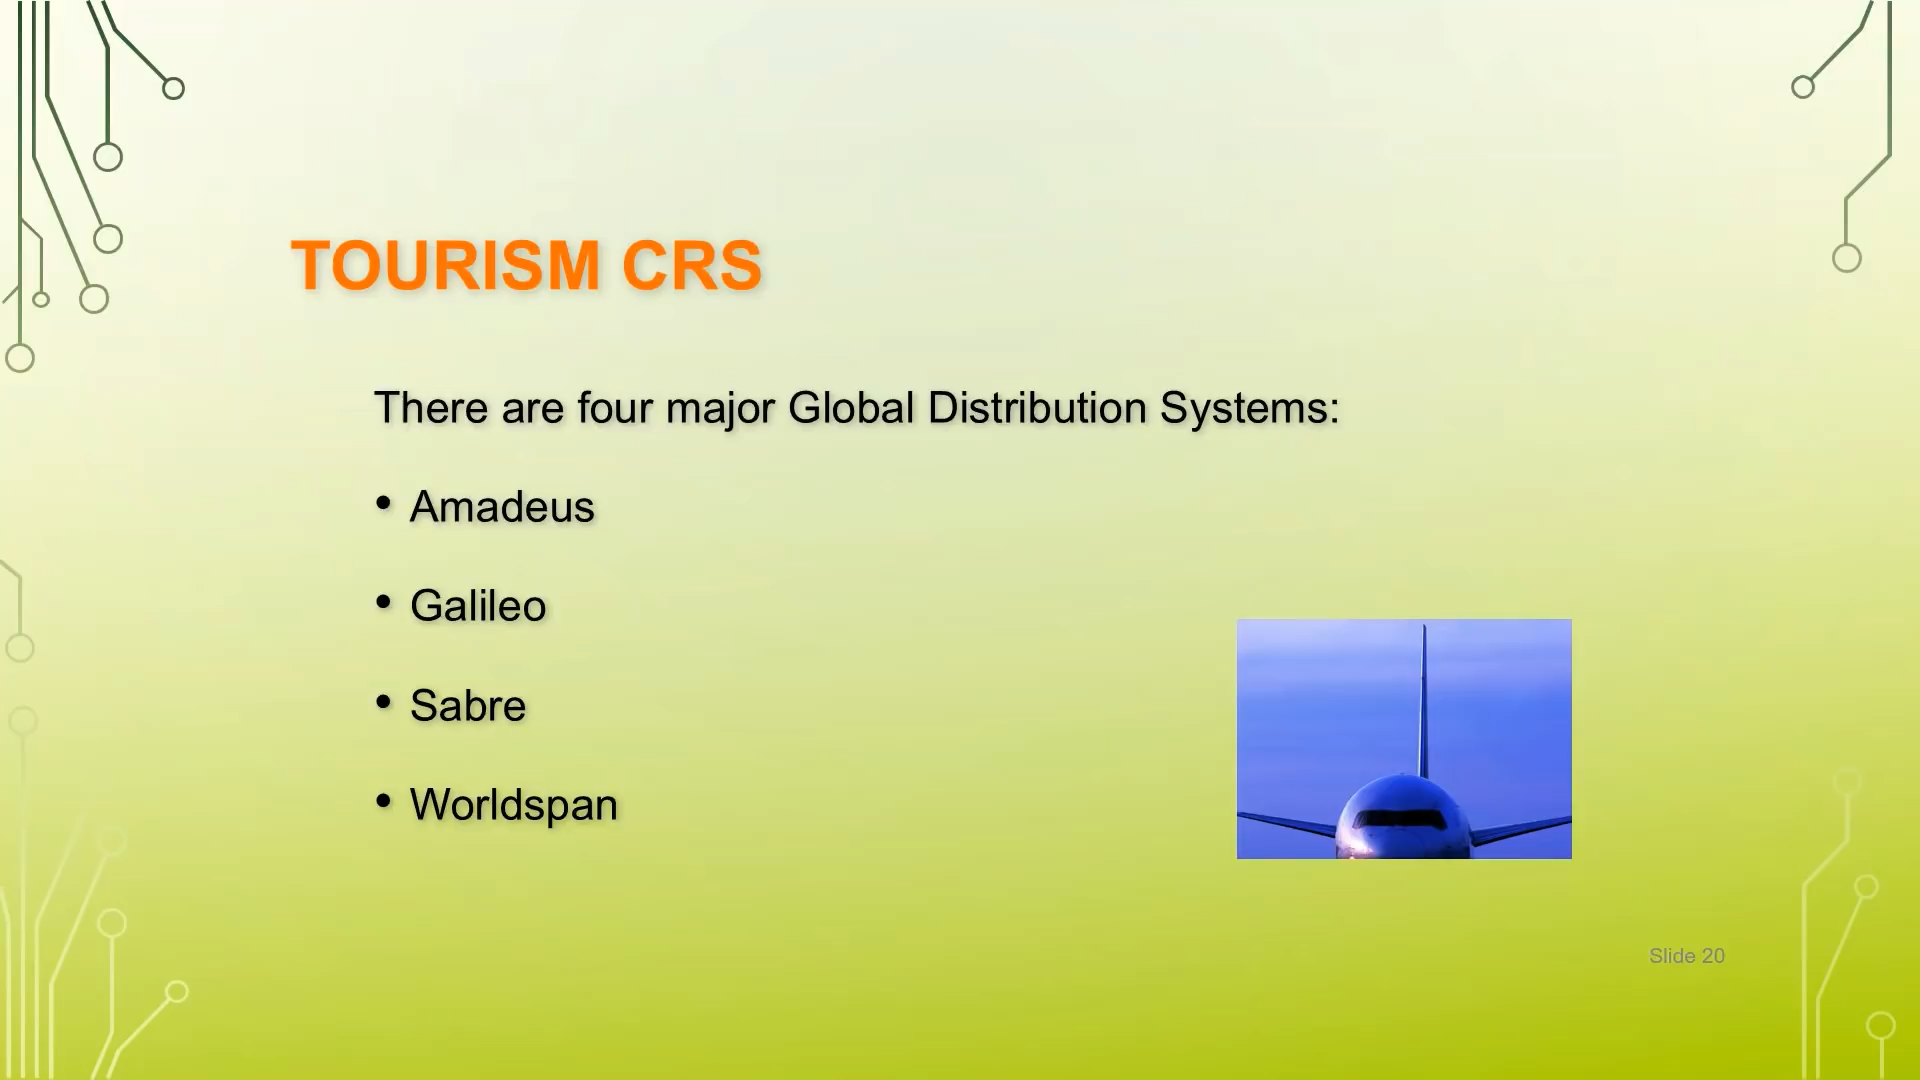 TOURISM CRS
There are four major Global Distribution Systems:
• Amadeus
• Galileo
• Sabre
• Worldspan
Slide 20